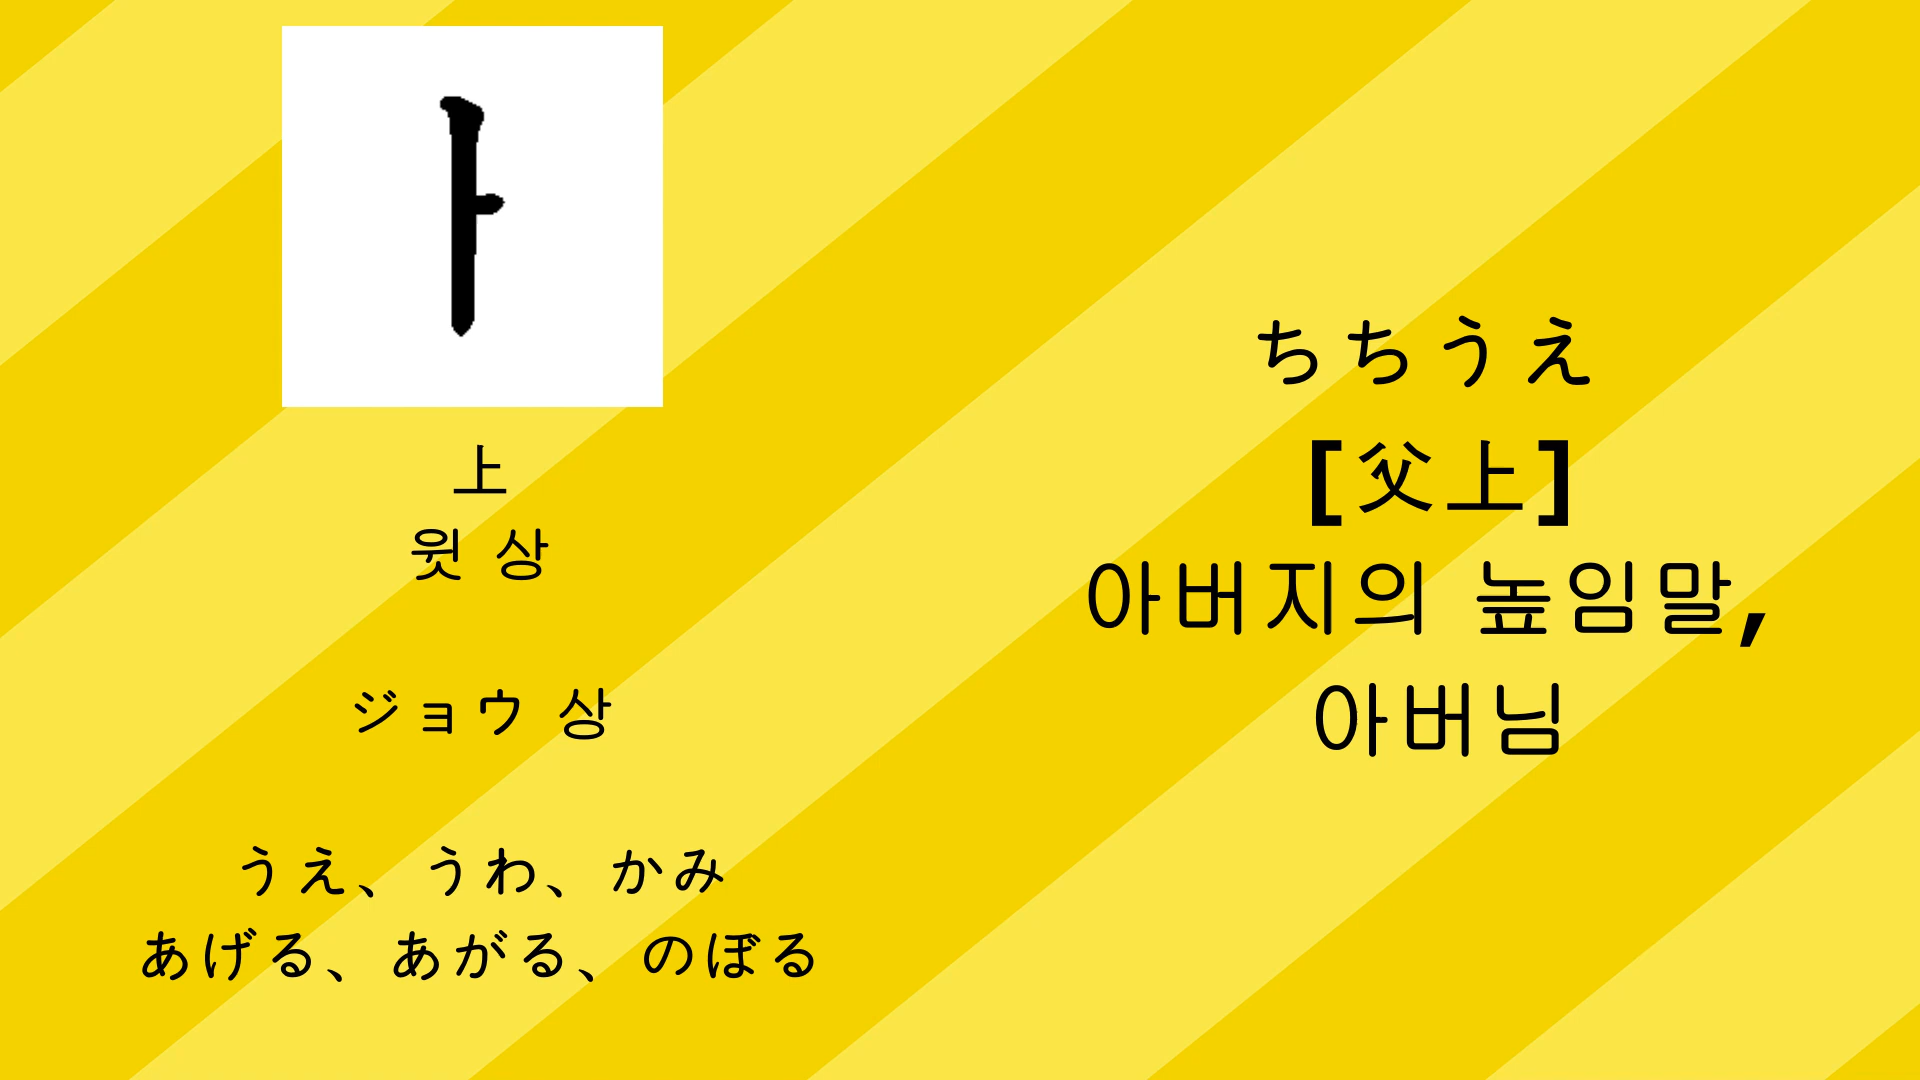 上
윗 상
ジョウ 상
うえ、うわ、かみ
あげる、あがる、のぼる
ちちうえ
[父上]
아버지의 높임말,
아버님